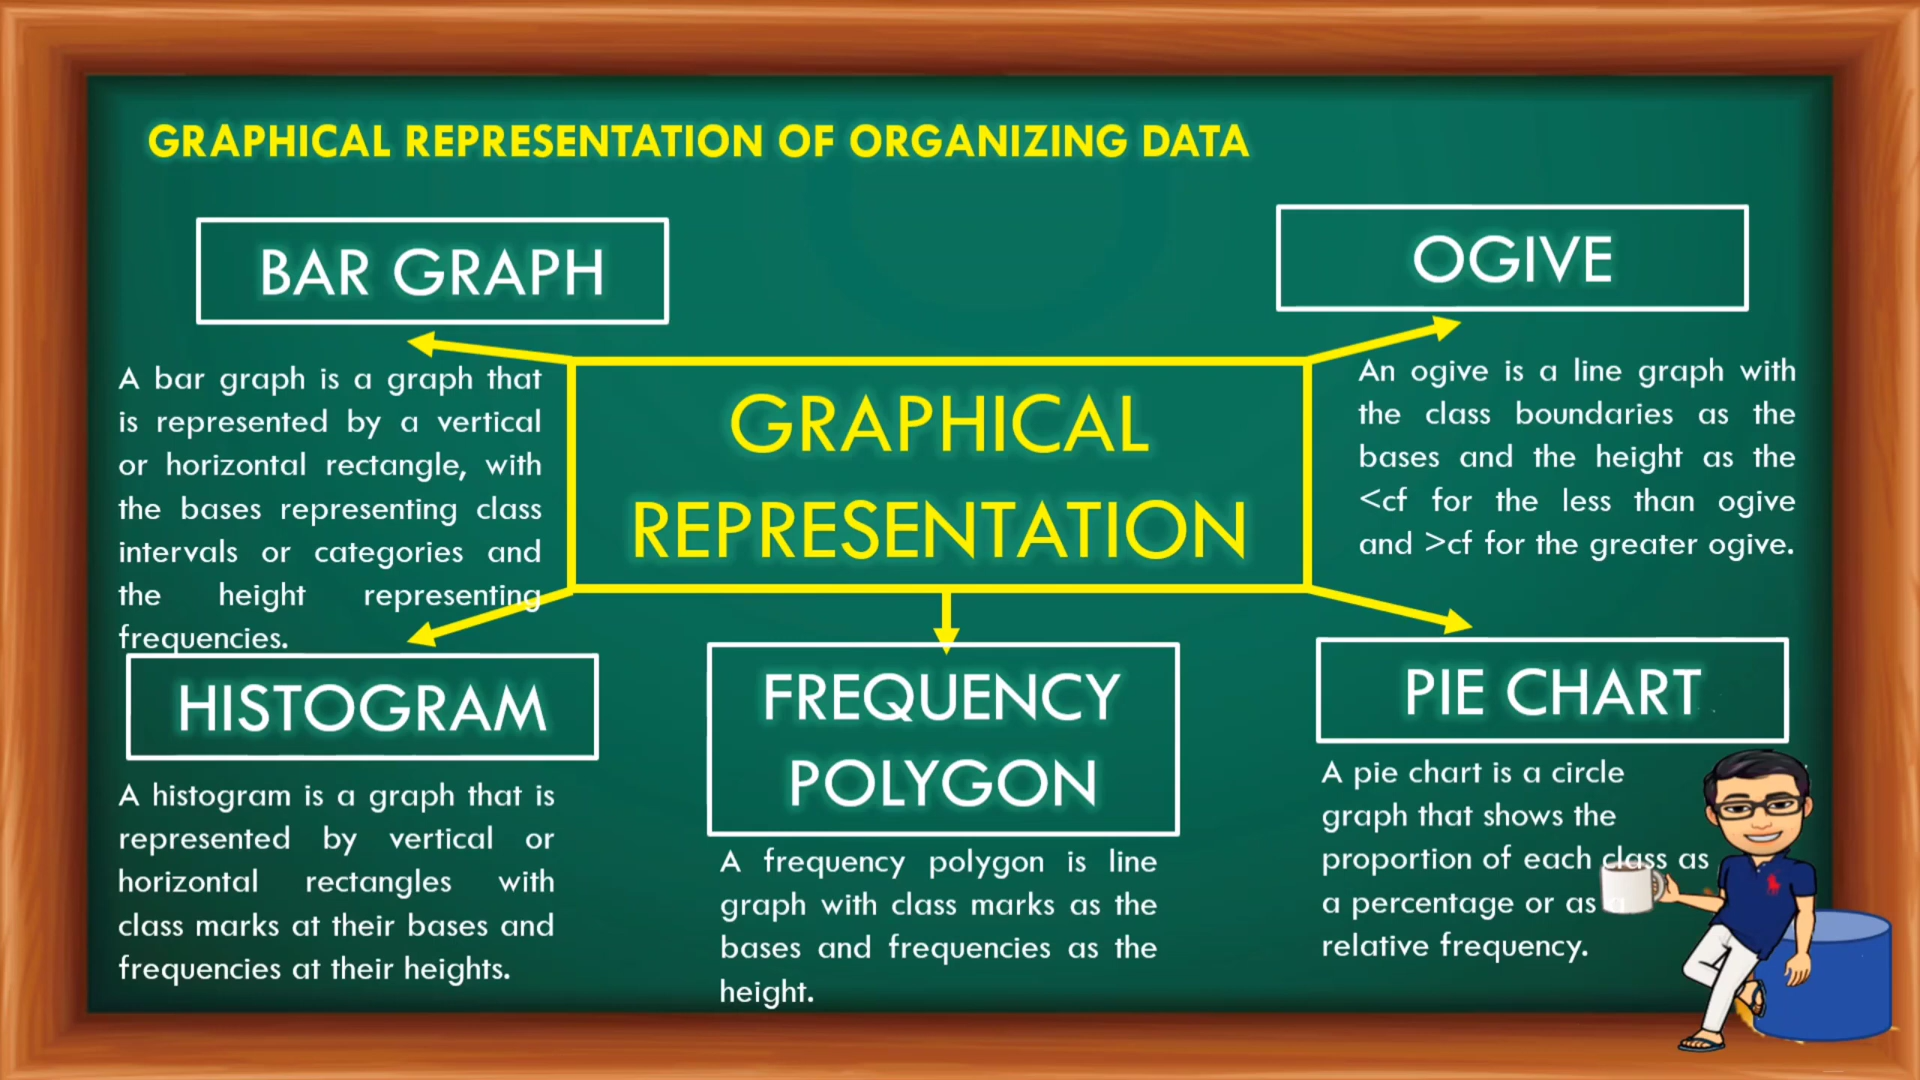 GRAPHICAL REPRESENTATION OF ORGANIZING DATA
BAR GRAPH
A bar graph is a graph that
is represented by a vertical
or horizontal rectangle, with
the bases representing class
intervals or categories and
the height representing
frequencies.
OGIVE
An ogive is a line graph with
the class boundaries as the
bases and the height as the
<cf for the less than ogive
and >cf for the greater ogive.
GRAPHICAL
REPRESENTATION
HISTOGRAM
A histogram is a graph that is
represented by vertical or
horizontal rectangles with
class marks at their bases and
frequencies at their heights.
FREQUENCY
POLYGON
A frequency polygon is line
graph with class marks as the
bases and frequencies as the
height.
PIE CHART
A pie chart is a circle
graph that shows the
proportion of each class as
a percentage or as a
relative frequency.